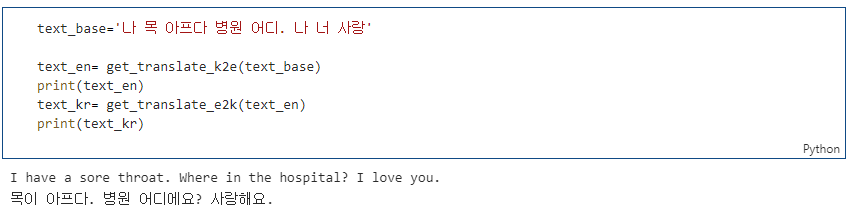 text_base='나 목 아프다 병원 어디. 나 너 사랑'
text_en= get_translate_k2e(text_base)
print(text_en)
text_kr= get_translate_e2k(text_en)
print(text_kr)
Python
I have a sore throat. Where in the hospital? I love you.
목이 아프다. 병원 어디에요? 사랑해요.